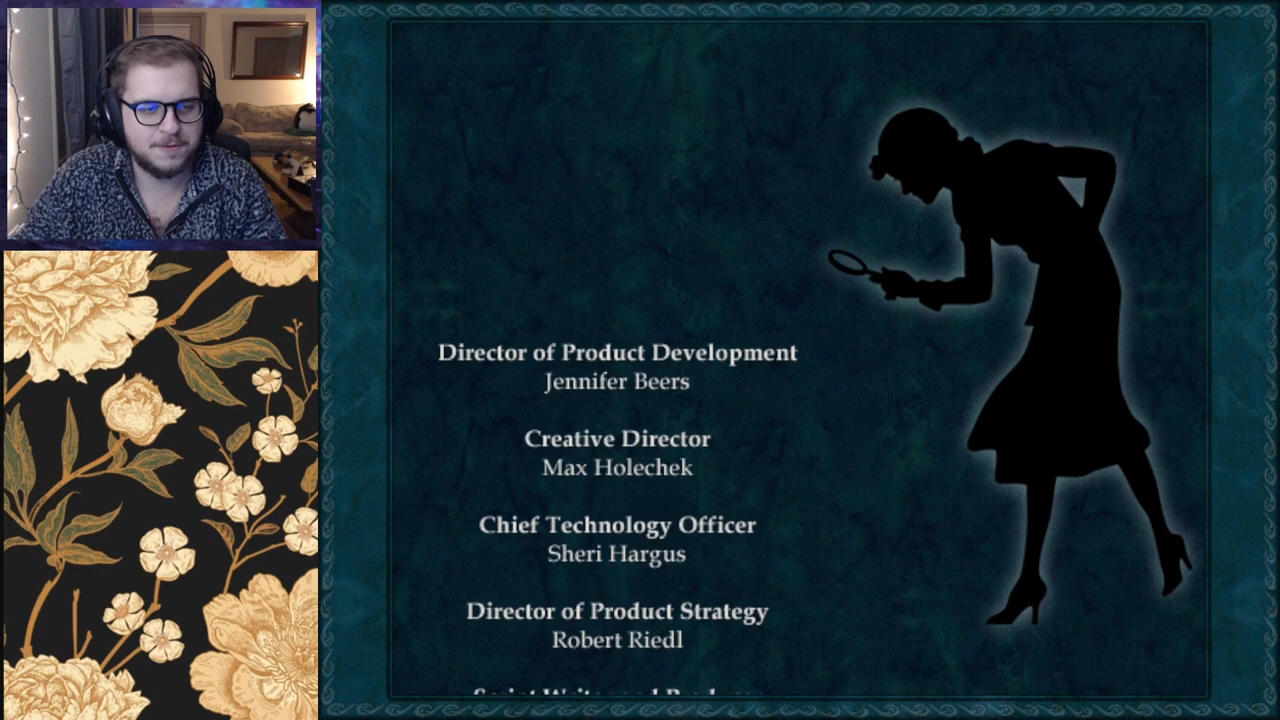 Director of Product Development
Jennifer Beers
Creative Director
Max Holechek
Chief Technology Officer
Sheri Hargus
Director of Product Strategy
Robert Riedl